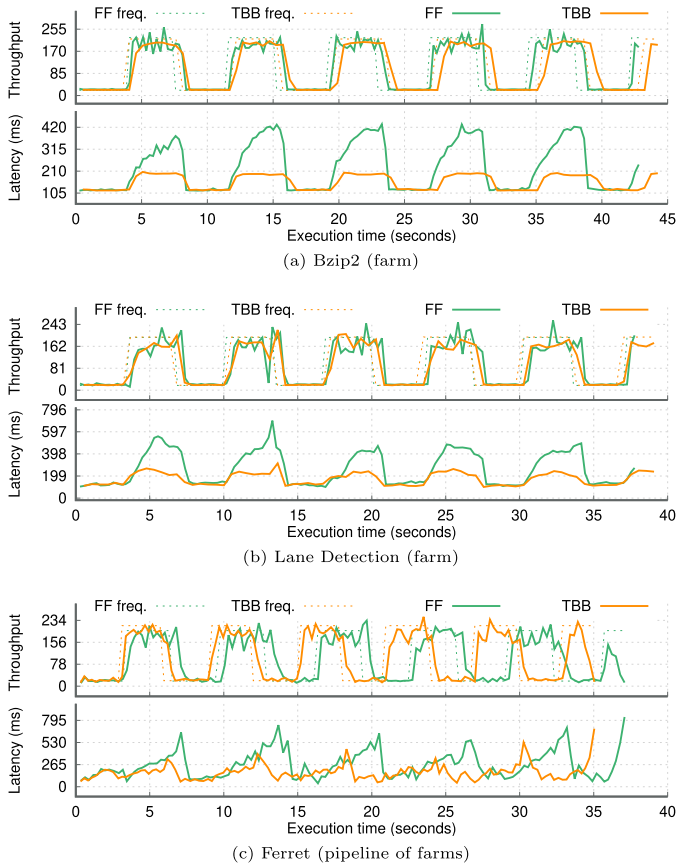 FF freq. TBB freq. FF TBB
Throughput
255
170
85
0
Latency (ms)
420
315
210
105
0 5 10 15 20 25 30 35 40 45
Execution time (seconds)
(a) Bzip2 (farm)
FF freq. TBB freq. FF TBB
Throughput
243
162
81
0
Latency (ms)
796
597
398
199
0
0 5 10 15 20 25 30 35 40
Execution time (seconds)
(b) Lane Detection (farm)
FF freq. TBB freq. FF TBB
Throughput
234
156
78
0
Latency (ms)
795
530
265
0
0 5 10 15 20 25 30 35 40
Execution time (seconds)
(c) Ferret (pipeline of farms)